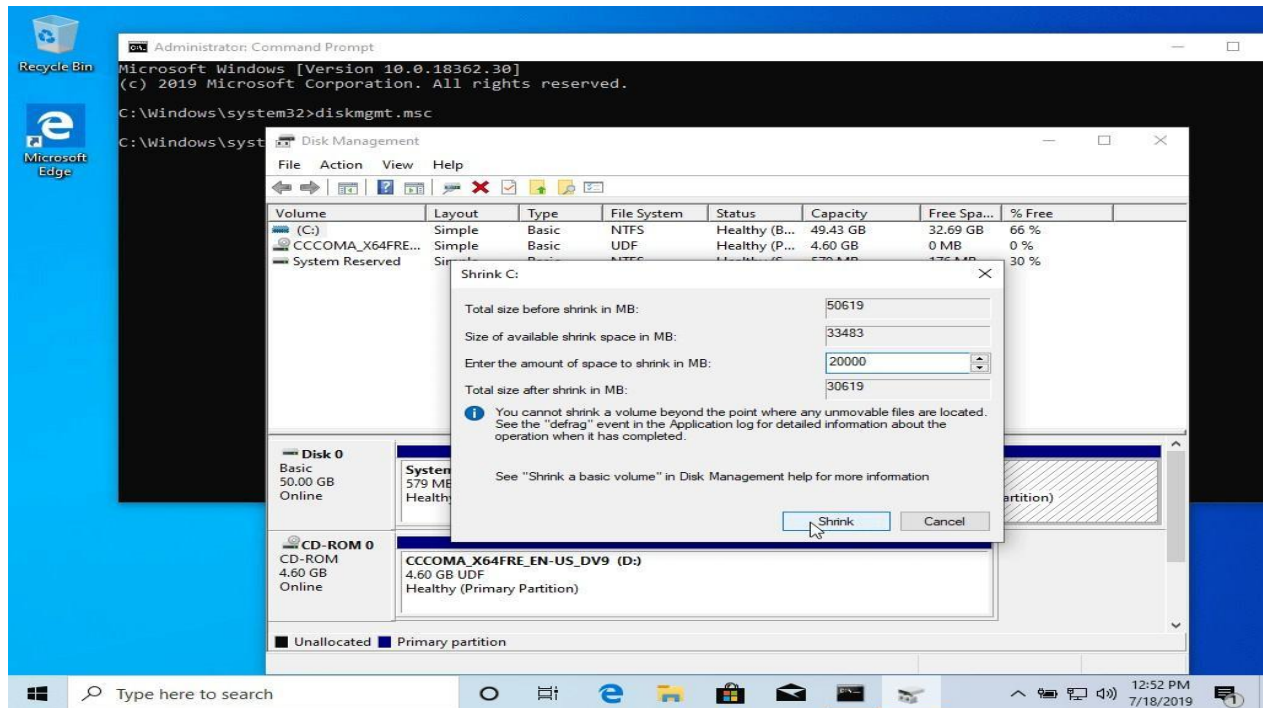 Recycle Bin
Microsoft Edge
Administrator: Command Prompt
Microsoft Windows [Version 10.0.18362.30]
(c) 2019 Microsoft Corporation. All rights reserved.
C:\Windows\system32>diskmgmt.msc
C:\Windows\syst
Disk Management
File Action View Help
Volume Layout Type File System Status Capacity Free Spa... % Free
(C:) Simple Basic NTFS Healthy (B... 49.43 GB 32.69 GB 66 %
CCCOMA_X64FRE... Simple Basic UDF Healthy (P... 4.60 GB 0 MB 0 %
System Reserved 30 %
Shrink C:
Total size before shrink in MB: 50619
Size of available shrink space in MB: 33483
Enter the amount of space to shrink in MB: 20000
Total size after shrink in MB: 30619
You cannot shrink a volume beyond the point where any unmovable files are located.
See the "defrag" event in the Application log for detailed information about the
operation when it has completed.
See "Shrink a basic volume" in Disk Management help for more information
Shrink Cancel
Disk 0
Basic
50.00 GB
Online
System
579 MB
Health
artition)
CD-ROM 0
CD-ROM
4.60 GB
Online
CCCOMA_X64FRE_EN-US_DV9 (D:)
4.60 GB UDF
Healthy (Primary Partition)
Unallocated Primary partition
Type here to search
12:52 PM
7/18/2019
1